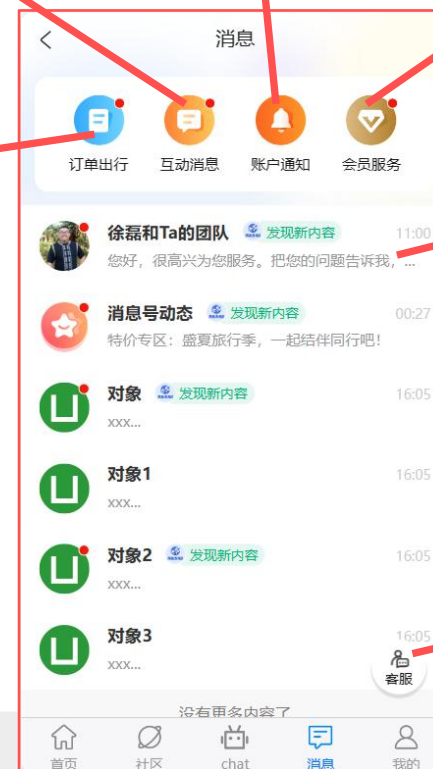 消息
订单出行 互动消息 账户通知 会员服务
徐磊和Ta的团队 发现新内容 11:00
您好，很高兴为您服务。把您的问题告诉我，...
消息号动态 发现新内容 00:27
特价专区：盛夏旅行季，一起结伴同行吧！
对象 发现新内容 16:05
xxx...
对象1 16:05
xxx...
对象2 发现新内容 16:05
xxx...
对象3 16:05
xxx...
客服
没有更多内容了
首页 社区 chat 消息 我的